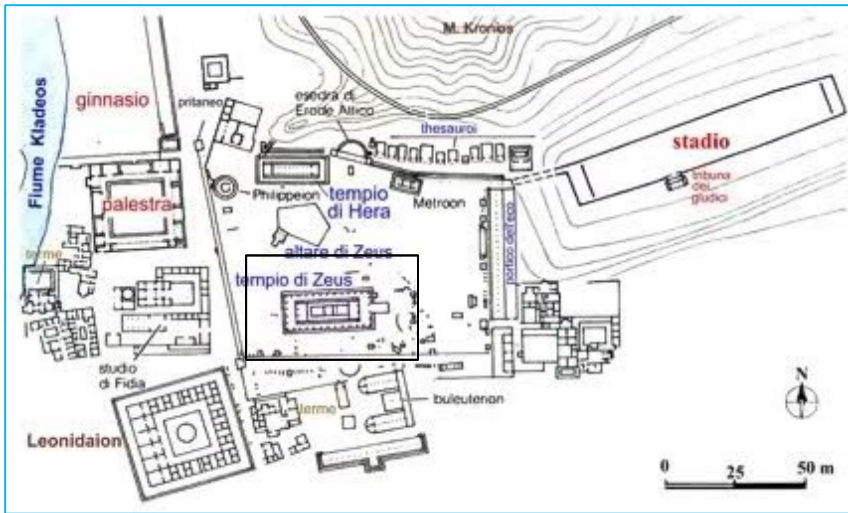 M. Kronios
ginnasio
Fiume Kladeos
pritaneo
esedra di
Erode Attico
thesauroi
stadio
tribuna
dei
giudici
palestra
Philippeion
tempio
di Hera
Metroon
altare di Zeus
portico dell'eco
terme
tempio di Zeus
studio
di Fidia
buleuterion
terme
Leonidaion
N
0 25 50 m